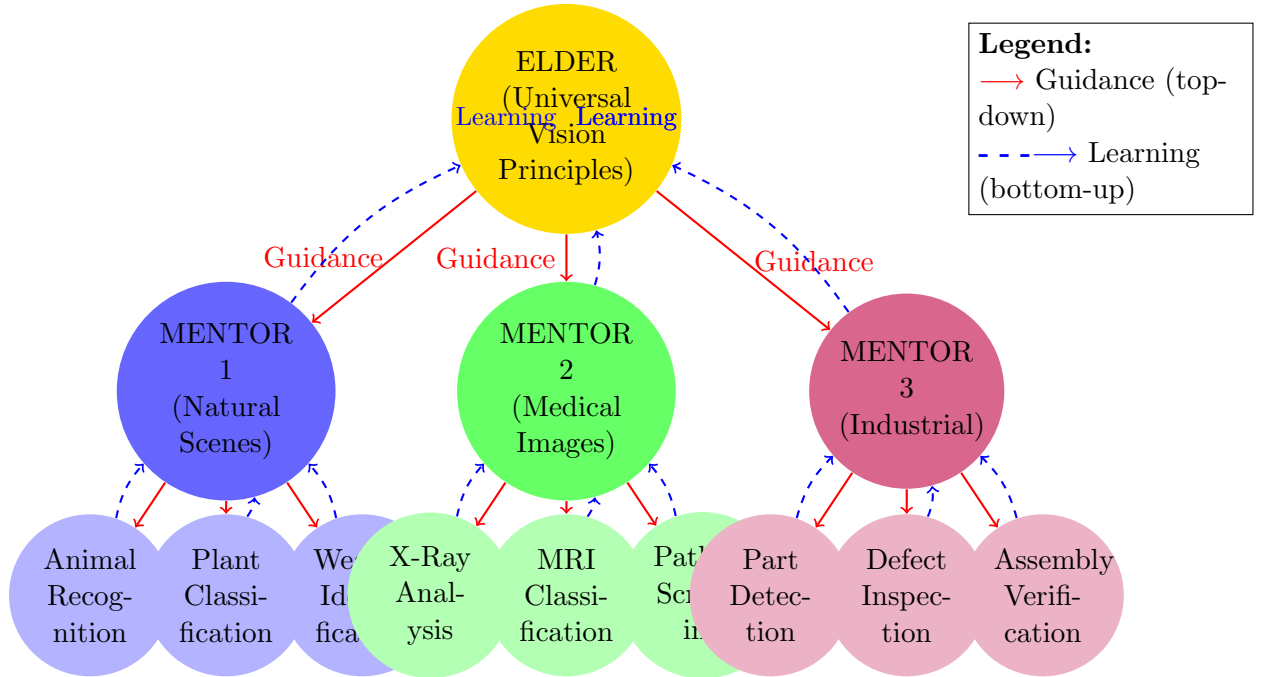 ELDER
(Universal
Vision
Principles)
Learning
Learning
Legend:
Guidance (top-
down)
Learning
(bottom-up)
Guidance
Guidance
Guidance
MENTOR
1
(Natural
Scenes)
MENTOR
2
(Medical
Images)
MENTOR
3
(Industrial)
Animal
Recog-
nition
Plant
Classi-
fication
X-Ray
Anal-
ysis
MRI
Classi-
fication
Part
Detec-
tion
Defect
Inspec-
tion
Assembly
Verifi-
cation